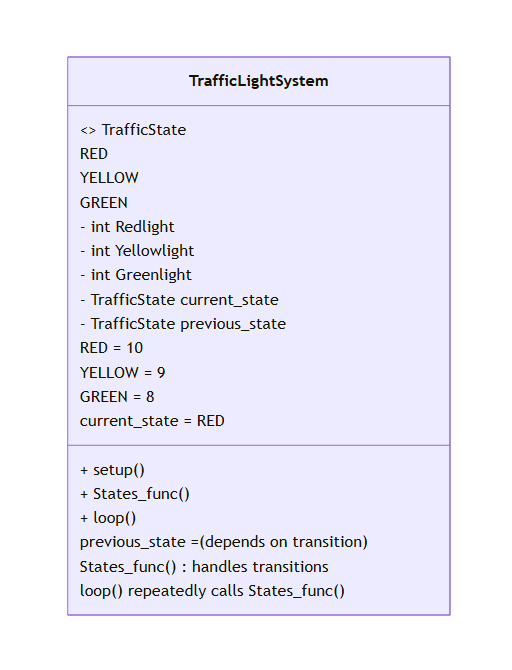 TrafficLightSystem
<> TrafficState
RED
YELLOW
GREEN
- int Redlight
- int Yellowlight
- int Greenlight
- TrafficState current_state
- TrafficState previous_state
RED = 10
YELLOW = 9
GREEN = 8
current_state = RED
+ setup()
+ States_func()
+ loop()
previous_state =(depends on transition)
States_func() : handles transitions
loop() repeatedly calls States_func()